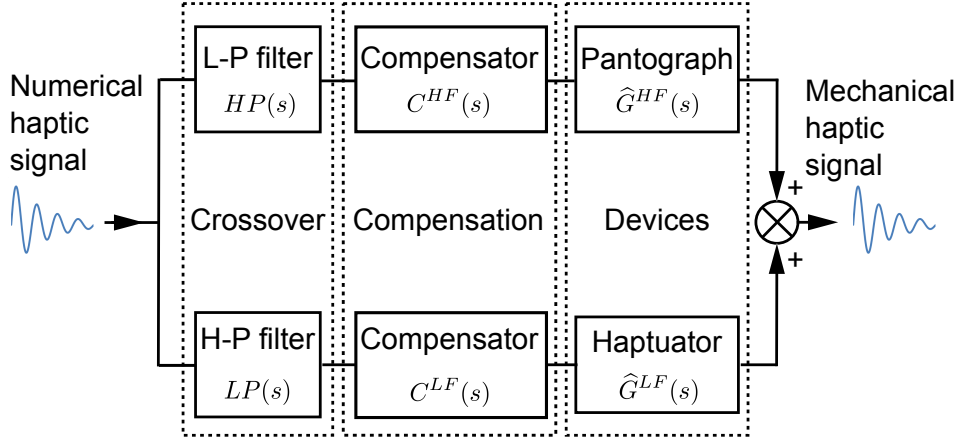 Numerical
haptic
signal
L-P filter
HP(s)
Compensator
C^{HF}(s)
Pantograph
\widehat{G}^{HF}(s)
Mechanical
haptic
signal
Crossover
Compensation
Devices
+
+
H-P filter
LP(s)
Compensator
C^{LF}(s)
Haptuator
\widehat{G}^{LF}(s)